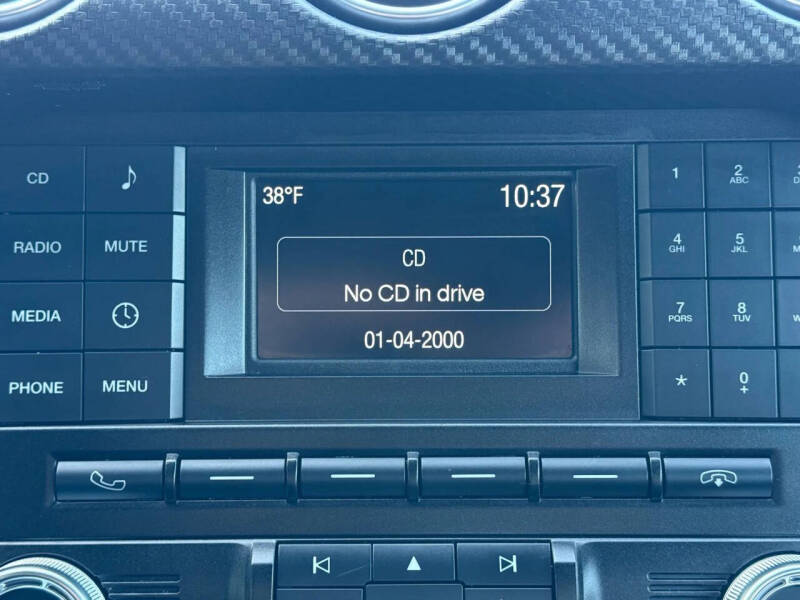 38°F 10:37
CD
No CD in drive
01-04-2000
CD
RADIO MUTE
MEDIA
PHONE MENU
1 2 ABC 3
4 GHI 5 JKL
7 PQRS 8 TUV
* 0 +